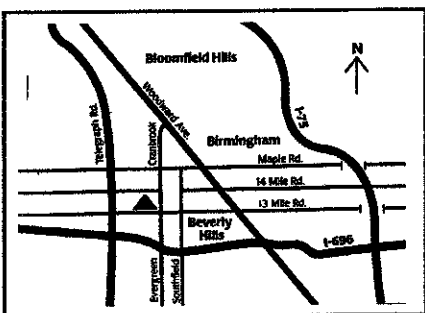 Bloomfield Hills
N
Telegraph Rd.
Woodward Ave.
I-75
Cranbrook
Birmingham
Maple Rd.
14 Mile Rd.
13 Mile Rd.
Beverly
Hills
I-696
Evergreen
Southfield